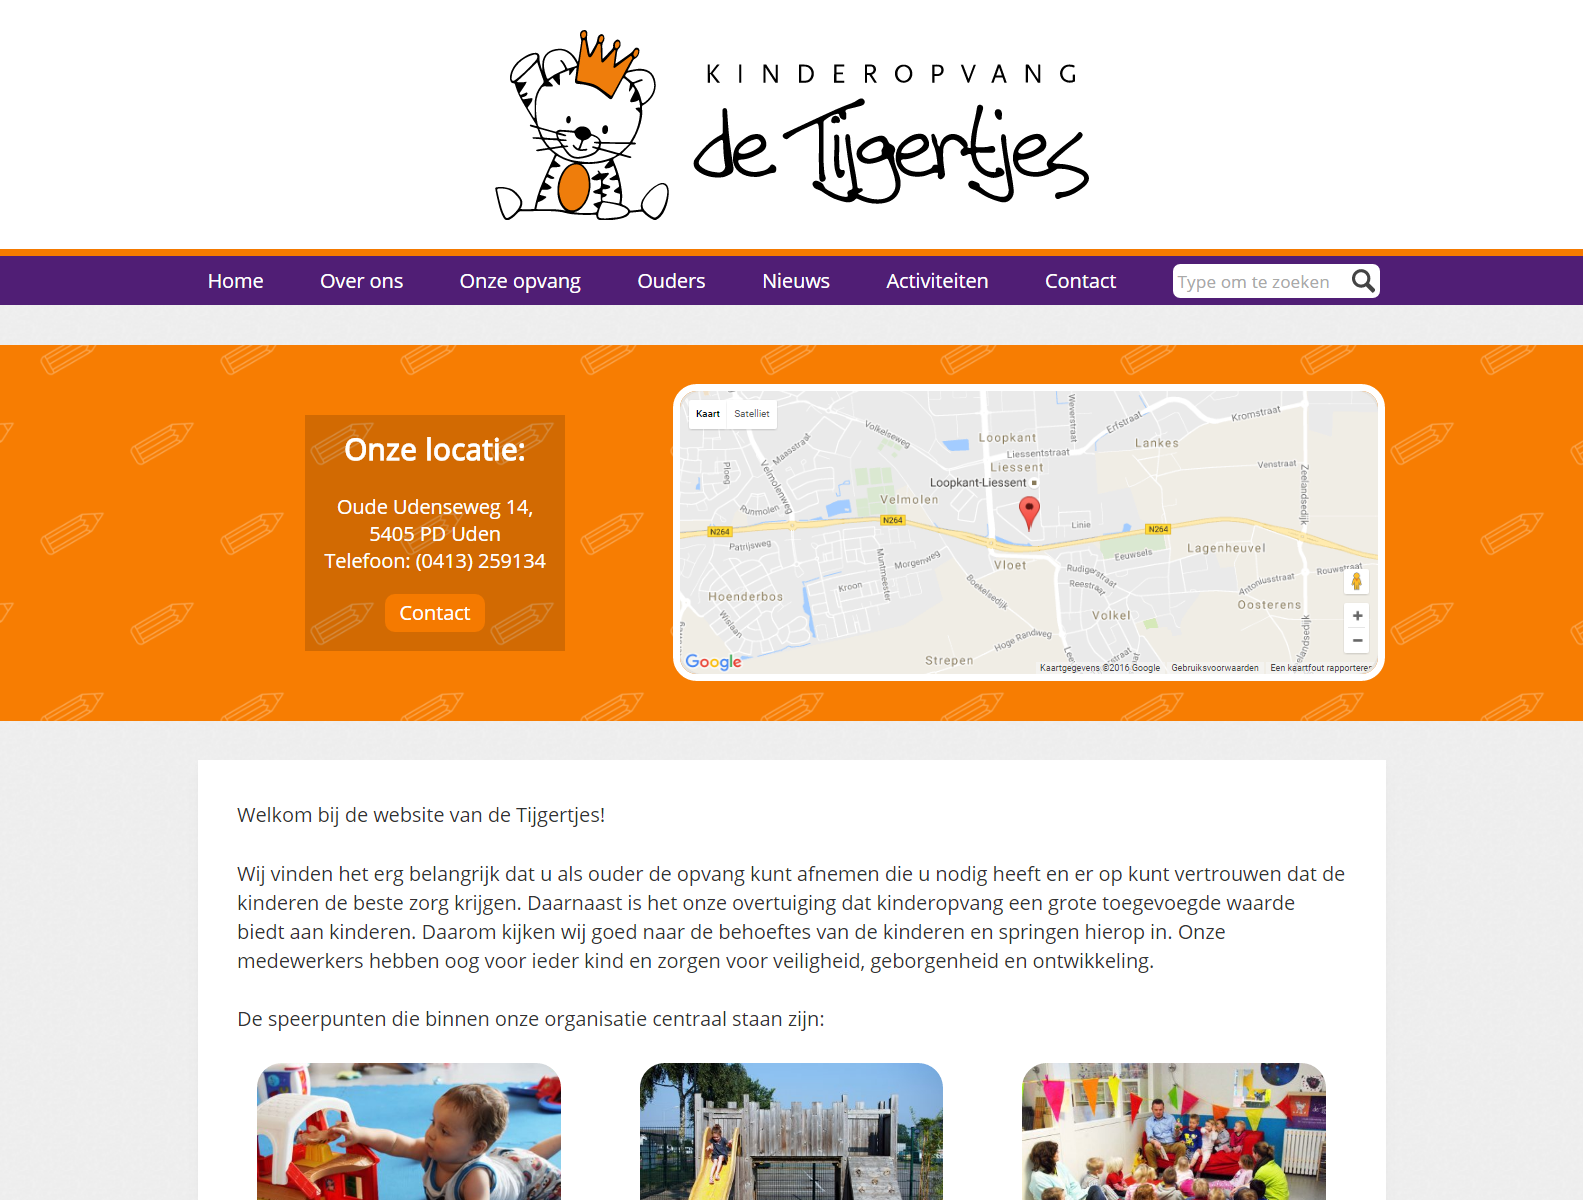 KINDEROPVANG
de Tijgertjes
Home Over ons Onze opvang Ouders Nieuws Activiteiten Contact Type om te zoeken
Onze locatie:
Oude Udenseweg 14,
5405 PD Uden
Telefoon: (0413) 259134
Contact
Kaart Satelliet
Volkelseweg
Maasstraat
Velmolenweg
Ploeg
Runmolen
Velmolen
N264
Patrijsweg
Hoenderbos
Wislaan
Kroon
Muntmeester
Morgenweg
N264
Loopkant
Liessentstraat
Liessent
Loopkant-Liessent
Weverstraat
Erfstraat
Kromstraat
Lankes
Venstraat
Zeelandsedijk
Linie
N264
Eeuwsels
Lagenheuvel
Vloet
Rudigerstraat
Reestraat
Boekelsedijk
Volkel
Hoge Randweg
Strepen
Rouwstraat
Antoniusstraat
Oosterens
elandsedijk
Google
Kaartgegevens ©2016 Google Gebruiksvoorwaarden Een kaartfout rapporteren
Welkom bij de website van de Tijgertjes!
Wij vinden het erg belangrijk dat u als ouder de opvang kunt afnemen die u nodig heeft en er op kunt vertrouwen dat de
kinderen de beste zorg krijgen. Daarnaast is het onze overtuiging dat kinderopvang een grote toegevoegde waarde
biedt aan kinderen. Daarom kijken wij goed naar de behoeftes van de kinderen en springen hierop in. Onze
medewerkers hebben oog voor ieder kind en zorgen voor veiligheid, geborgenheid en ontwikkeling.
De speerpunten die binnen onze organisatie centraal staan zijn: